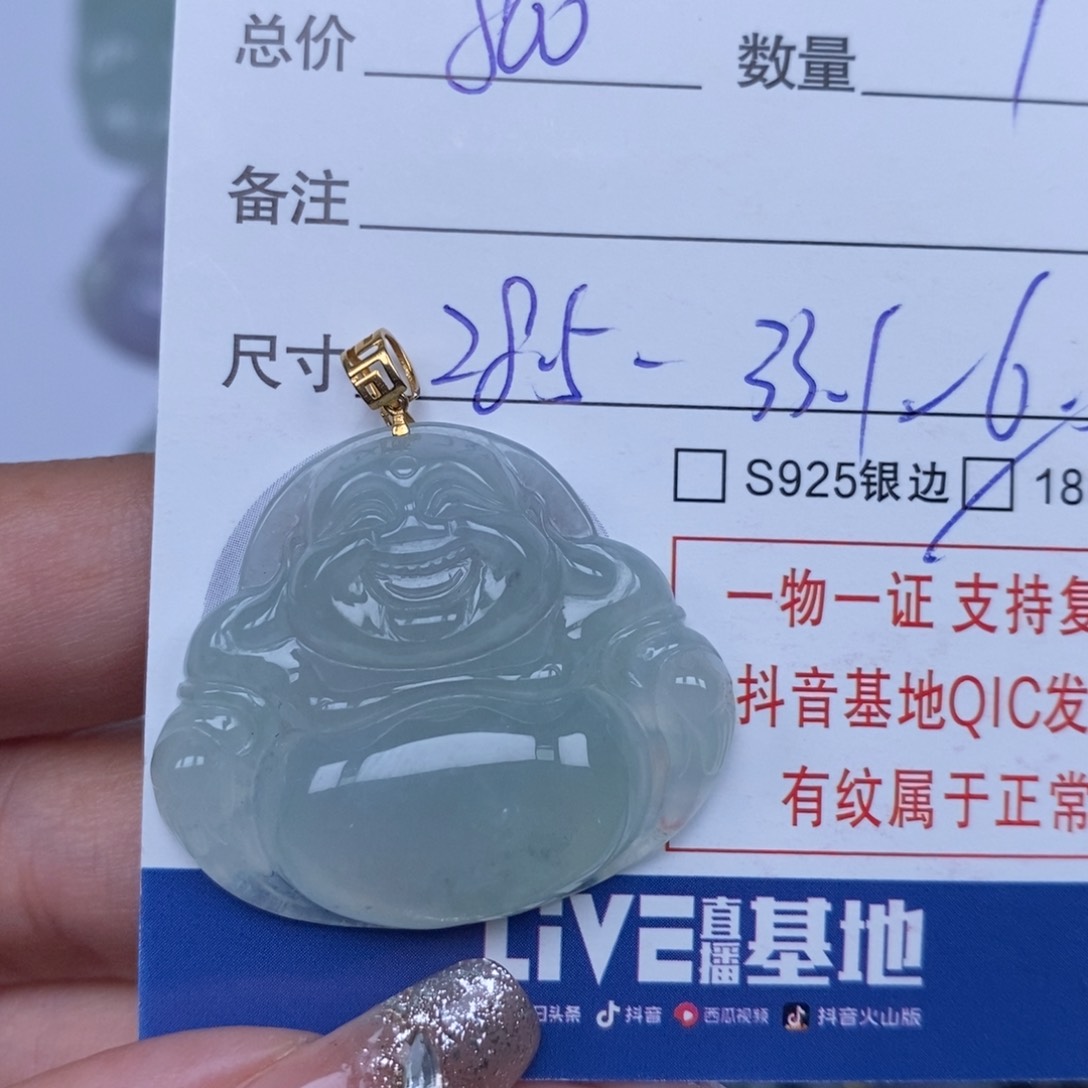 总价 800 数量 1
备注
尺寸 28.5 - 33.1 - 6.
S925银边 18
一物一证 支持复
抖音基地QIC发
有纹属于正常
LIVE直播基地
日头条 抖音 西瓜视频 抖音火山版